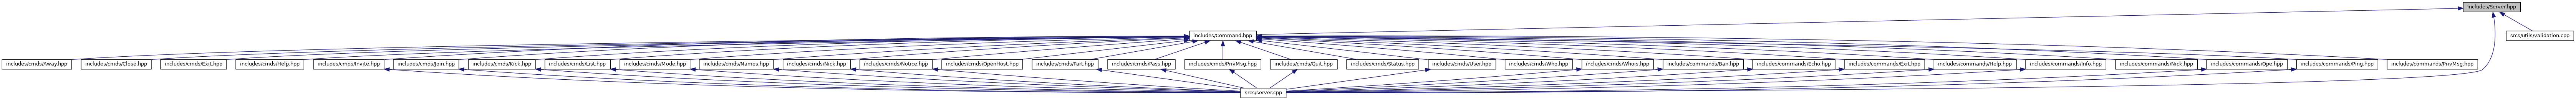 includes/Server.hpp
includes/Command.hpp
srcs/utils/validation.cpp
includes/cmds/Away.hpp
includes/cmds/Close.hpp
includes/cmds/Exit.hpp
includes/cmds/Help.hpp
includes/cmds/Invite.hpp
includes/cmds/Join.hpp
includes/cmds/Kick.hpp
includes/cmds/List.hpp
includes/cmds/Mode.hpp
includes/cmds/Names.hpp
includes/cmds/Nick.hpp
includes/cmds/Notice.hpp
includes/cmds/OpenHost.hpp
includes/cmds/Part.hpp
includes/cmds/Pass.hpp
includes/cmds/PrivMsg.hpp
includes/cmds/Quit.hpp
includes/cmds/Status.hpp
includes/cmds/User.hpp
includes/cmds/Who.hpp
includes/cmds/Whois.hpp
includes/commands/Ban.hpp
includes/commands/Echo.hpp
includes/commands/Exit.hpp
includes/commands/Help.hpp
includes/commands/Info.hpp
includes/commands/Nick.hpp
includes/commands/Ope.hpp
includes/commands/Ping.hpp
includes/commands/PrivMsg.hpp
srcs/server.cpp